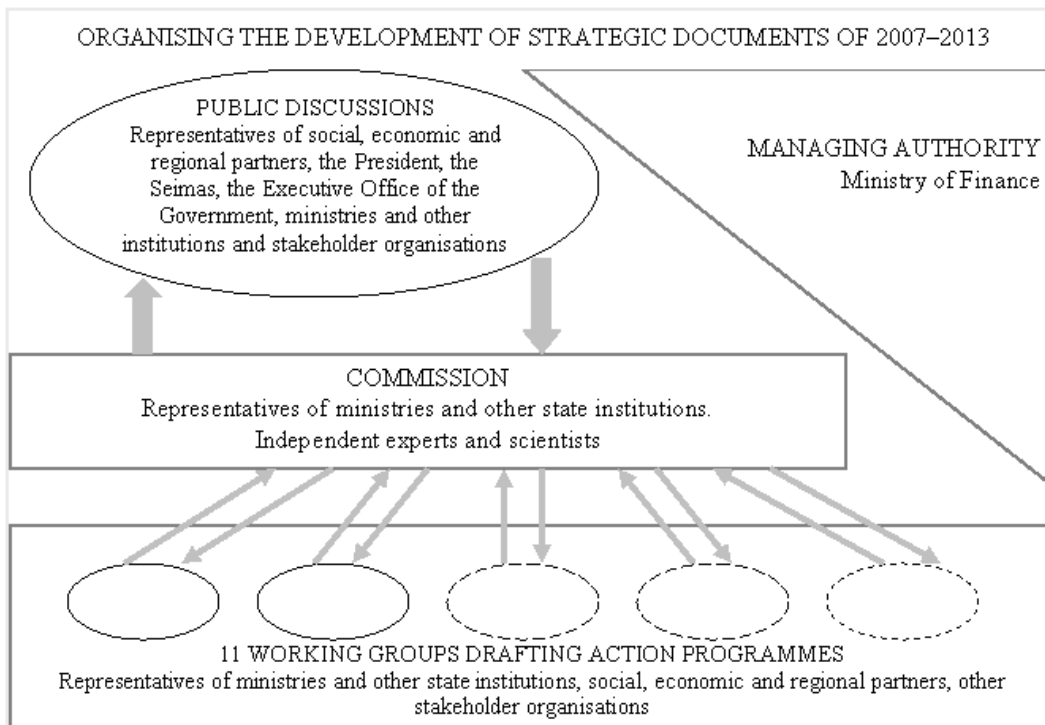 ORGANISING THE DEVELOPMENT OF STRATEGIC DOCUMENTS OF 2007–2013
PUBLIC DISCUSSIONS
Representatives of social, economic and
regional partners, the President, the
Seimas, the Executive Office of the
Government, ministries and other
institutions and stakeholder organisations
MANAGING AUTHORITY
Ministry of Finance
COMMISSION
Representatives of ministries and other state institutions.
Independent experts and scientists
11 WORKING GROUPS DRAFTING ACTION PROGRAMMES
Representatives of ministries and other state institutions, social, economic and regional partners, other
stakeholder organisations